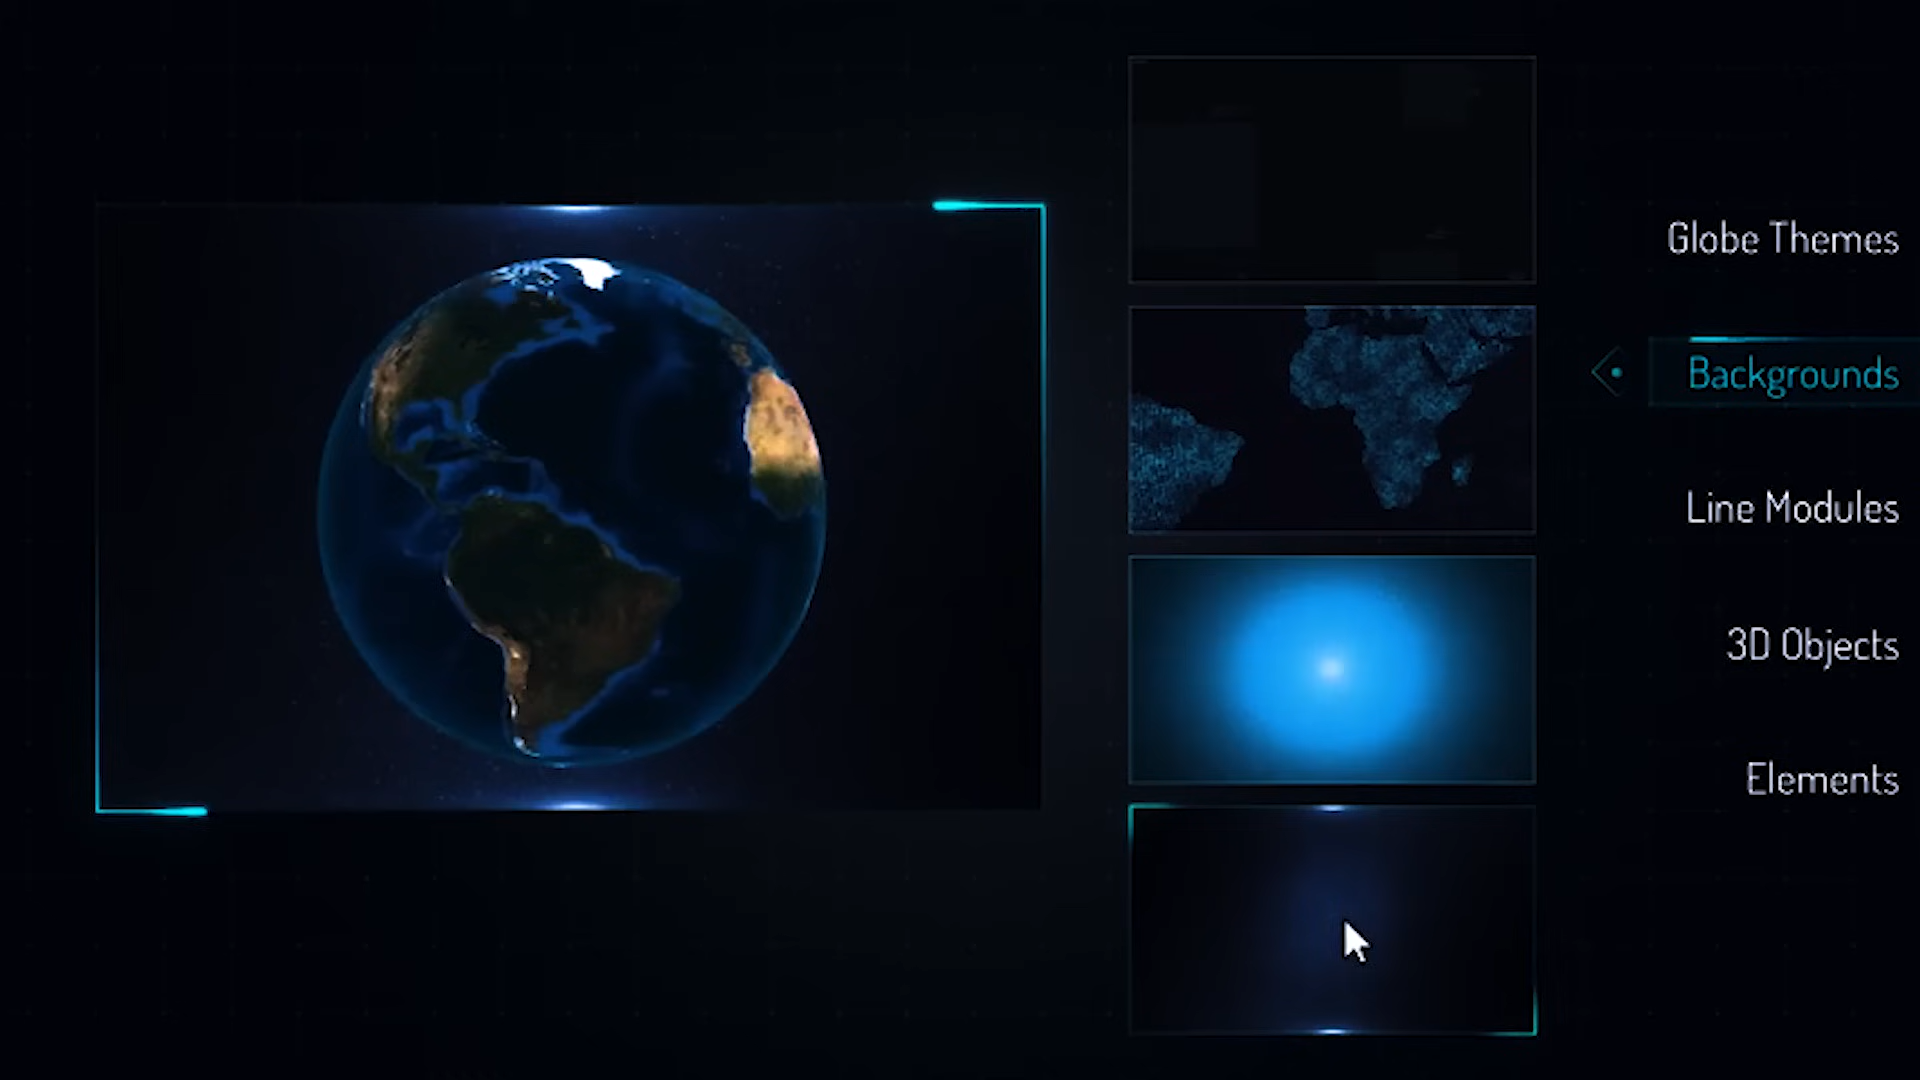 Globe Themes
Backgrounds
Line Modules
3D Objects
Elements